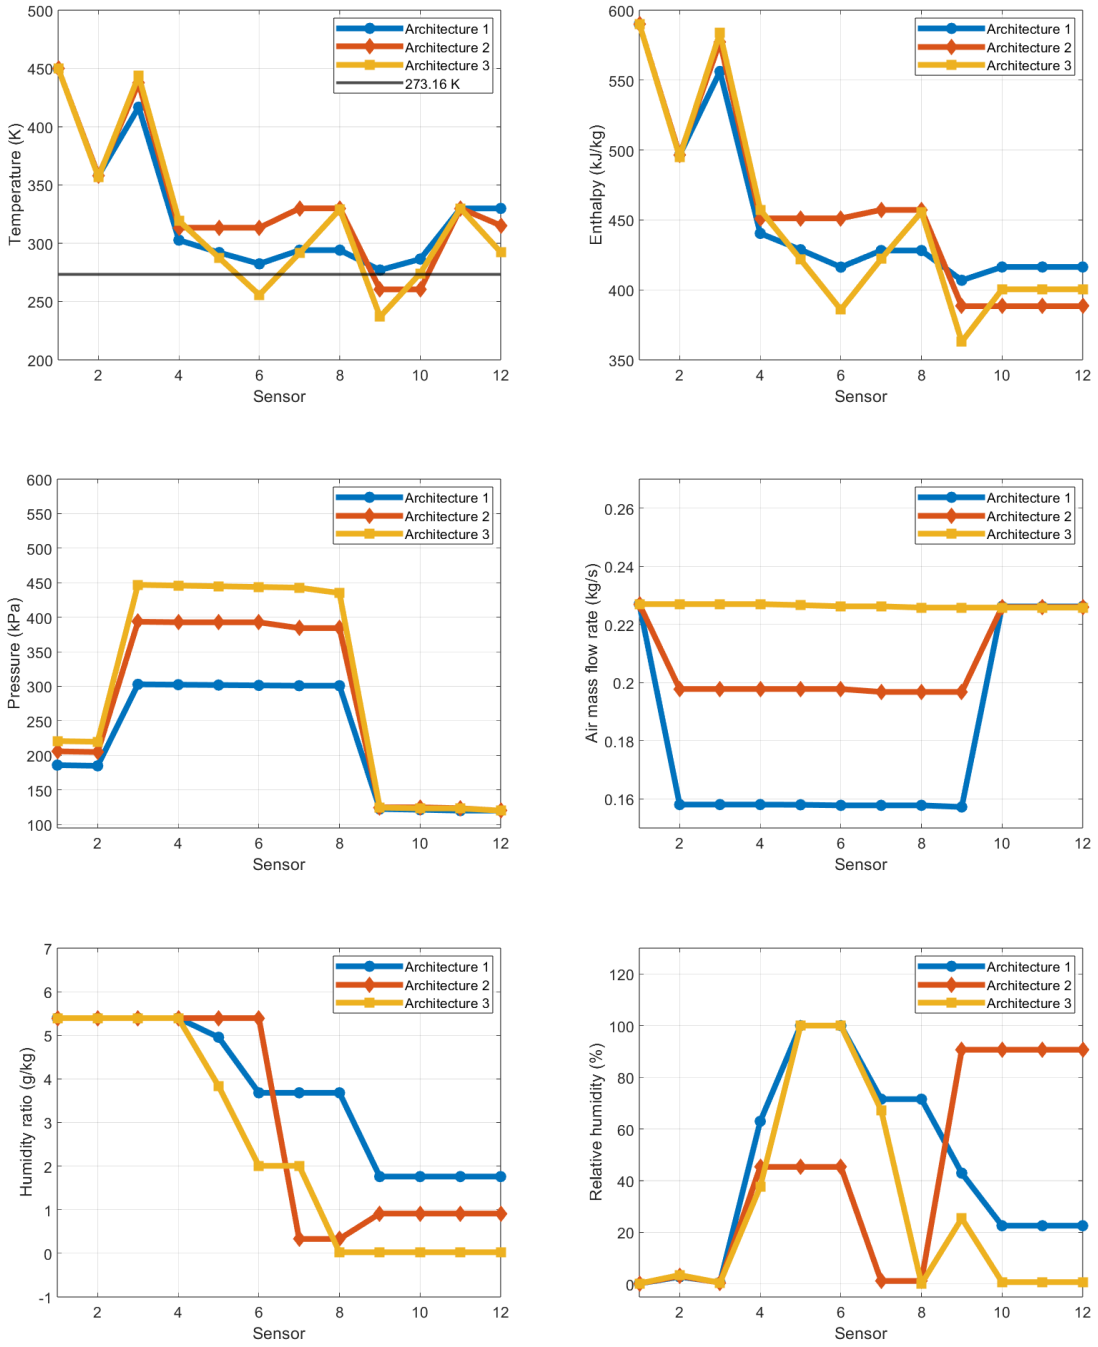 500
450
400
350
300
250
200
2
4
6
8
10
12
Temperature (K)
Sensor
Architecture 1
Architecture 2
Architecture 3
273.16 K
600
550
500
450
400
350
2
4
6
8
10
12
Enthalpy (kJ/kg)
Sensor
Architecture 1
Architecture 2
Architecture 3
600
550
500
450
400
350
300
250
200
150
100
2
4
6
8
10
12
Pressure (kPa)
Sensor
Architecture 1
Architecture 2
Architecture 3
0.26
0.24
0.22
0.2
0.18
0.16
2
4
6
8
10
12
Air mass flow rate (kg/s)
Sensor
Architecture 1
Architecture 2
Architecture 3
7
6
5
4
3
2
1
0
-1
2
4
6
8
10
12
Humidity ratio (g/kg)
Sensor
Architecture 1
Architecture 2
Architecture 3
120
100
80
60
40
20
0
2
4
6
8
10
12
Relative humidity (%)
Sensor
Architecture 1
Architecture 2
Architecture 3